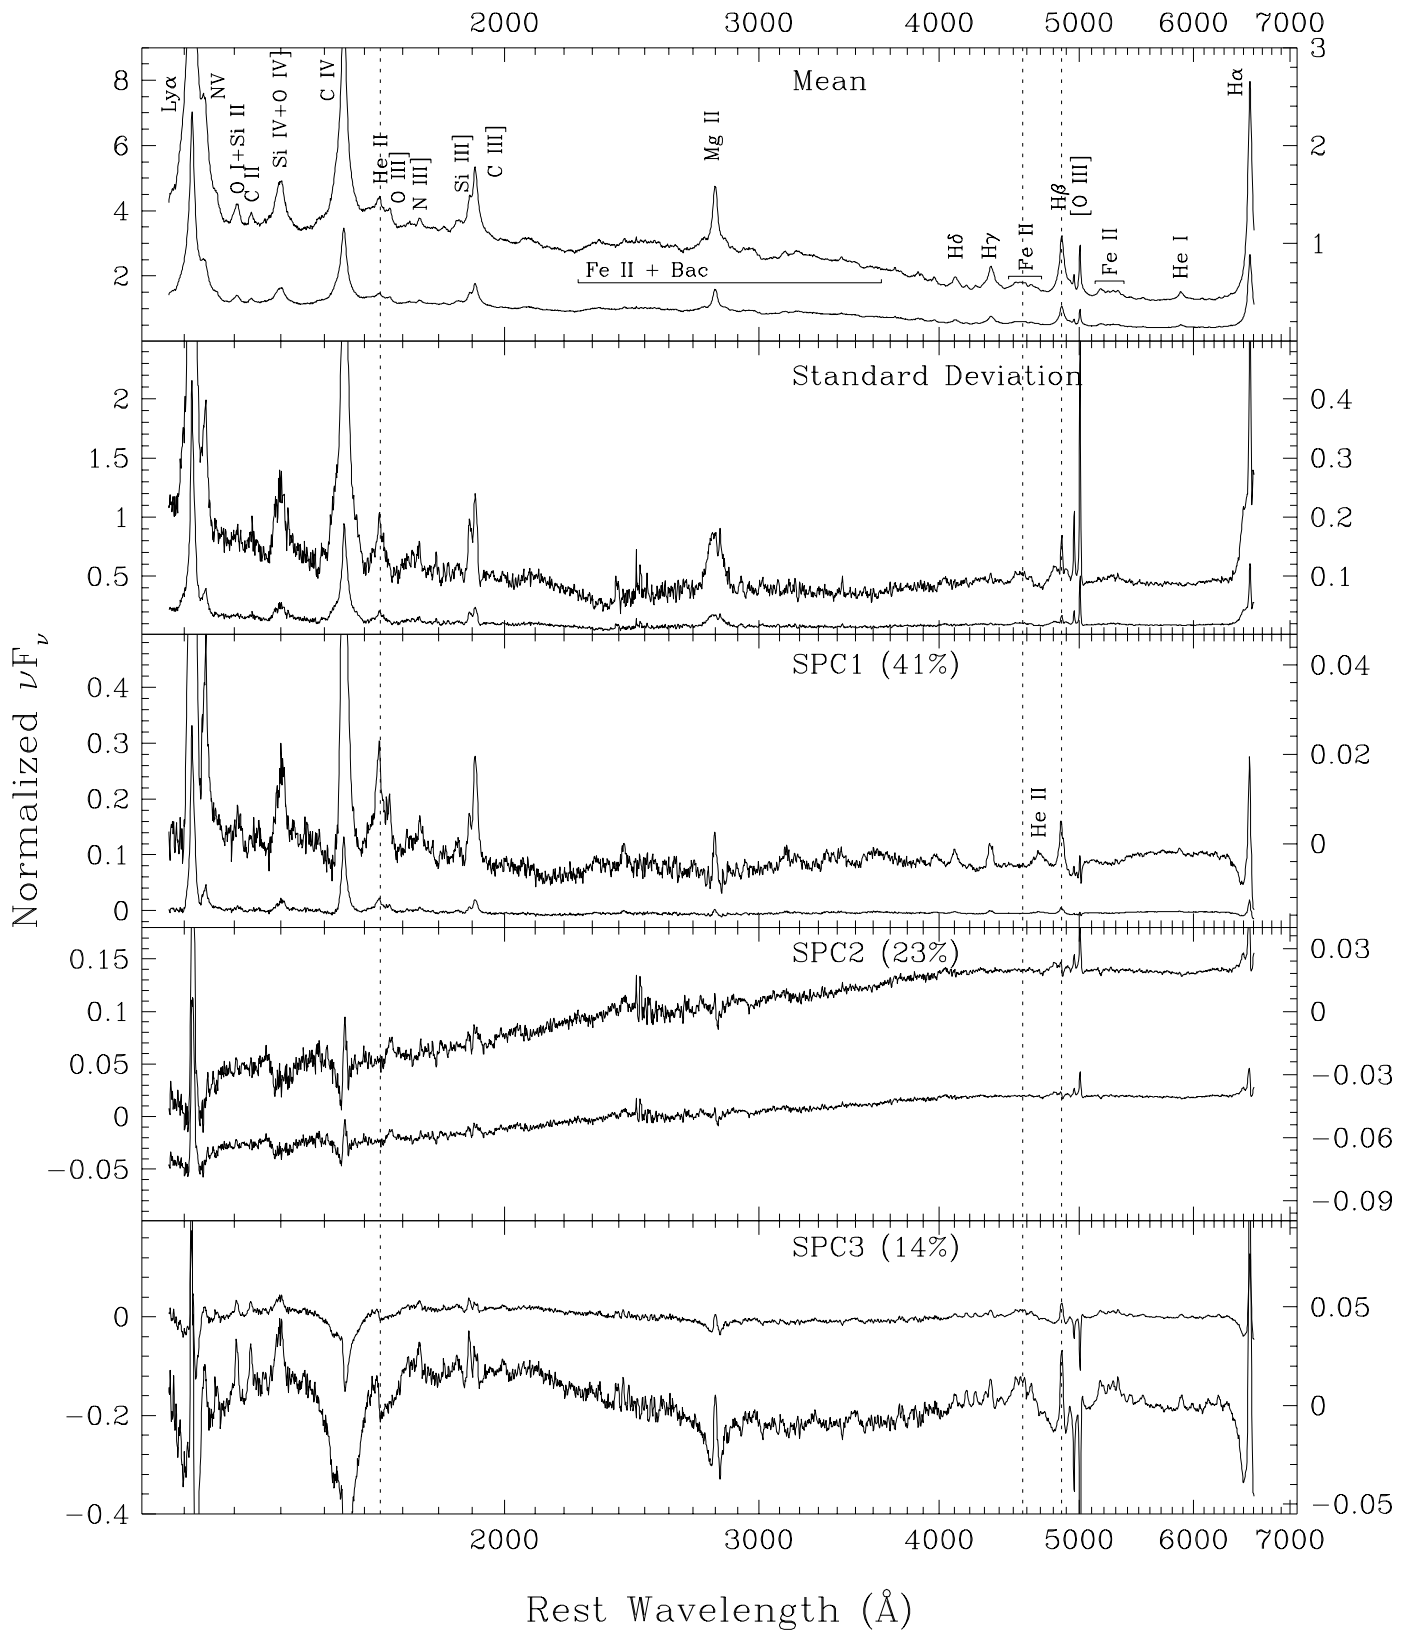 2000 3000 4000 5000 6000 7000
Mean
8
6
4
2
3
2
1
Lyα
NV
O I+Si II
C II
Si IV+O IV]
C IV
He II
O III]
N III]
Si III]
C III]
Mg II
Fe II + Bac
Hδ
Hγ
Fe II
Hβ
[O III]
Fe II
He I
Hα
Standard Deviation
2
1.5
1
0.5
0.4
0.3
0.2
0.1
SPC1 (41%)
0.4
0.3
0.2
0.1
0
0.04
0.02
0
He II
SPC2 (23%)
0.15
0.1
0.05
0
−0.05
0.03
0
−0.03
−0.06
−0.09
SPC3 (14%)
0
−0.2
−0.4
0.05
0
−0.05
2000 3000 4000 5000 6000 7000
Rest Wavelength (Å)
Normalized νFν